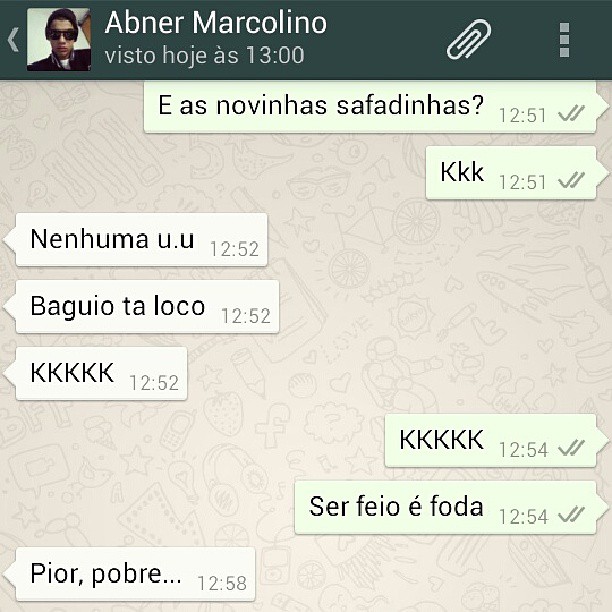 Abner Marcolino
visto hoje às 13:00
E as novinhas safadinhas? 12:51
Kkk 12:51
Nenhuma u.u 12:52
Baguio ta loco 12:52
KKKKK 12:52
KKKKK 12:54
Ser feio é foda 12:54
Pior, pobre... 12:58